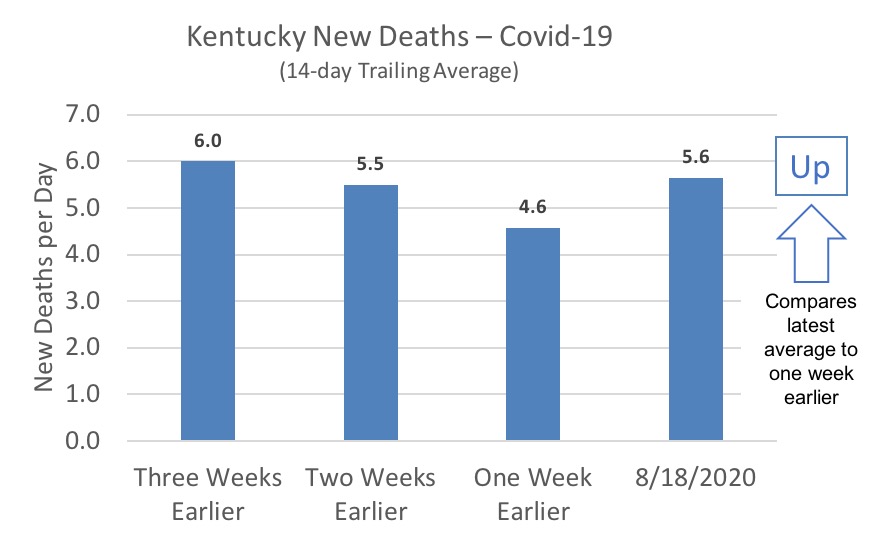 Kentucky New Deaths – Covid-19
(14-day Trailing Average)
New Deaths per Day
7.0
6.0
5.0
4.0
3.0
2.0
1.0
0.0
6.0
5.5
4.6
5.6
Three Weeks
Earlier
Two Weeks
Earlier
One Week
Earlier
8/18/2020
Up
Compares
latest
average to
one week
earlier